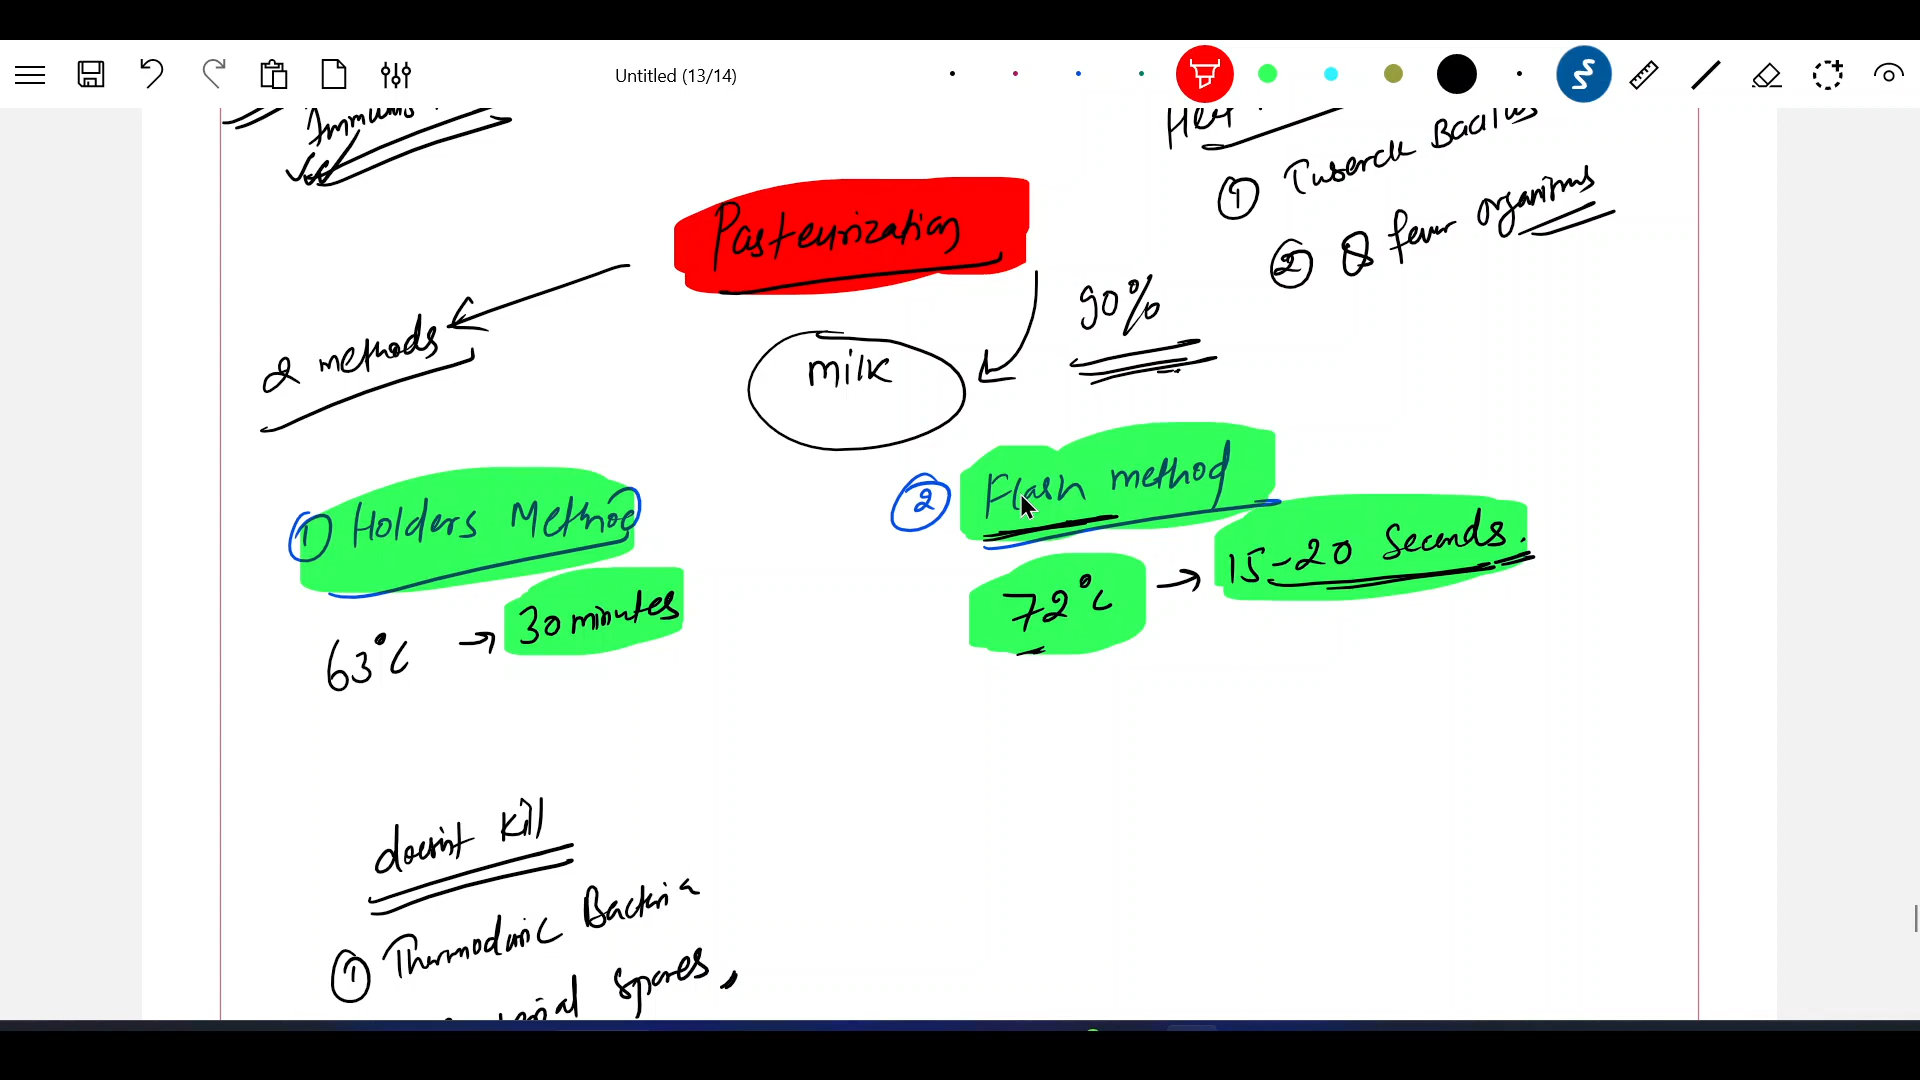 Untitled (13/14)
① Tubercle Bacillus
② Q fever organisms
Pasteurization
90%
2 methods
milk
① Holders Method
② Flash method
63°C → 30 minutes
72°C → 15-20 Seconds.
doesn't Kill
① Thermoduric Bacteria
Spores,